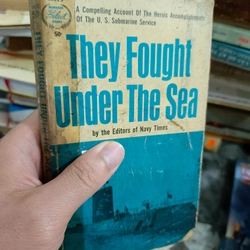 A Compelling Account Of The Heroic Accomplishments
Of The U. S. Submarine Service
50¢
They Fought
Under The Sea
by the Editors of Navy Times